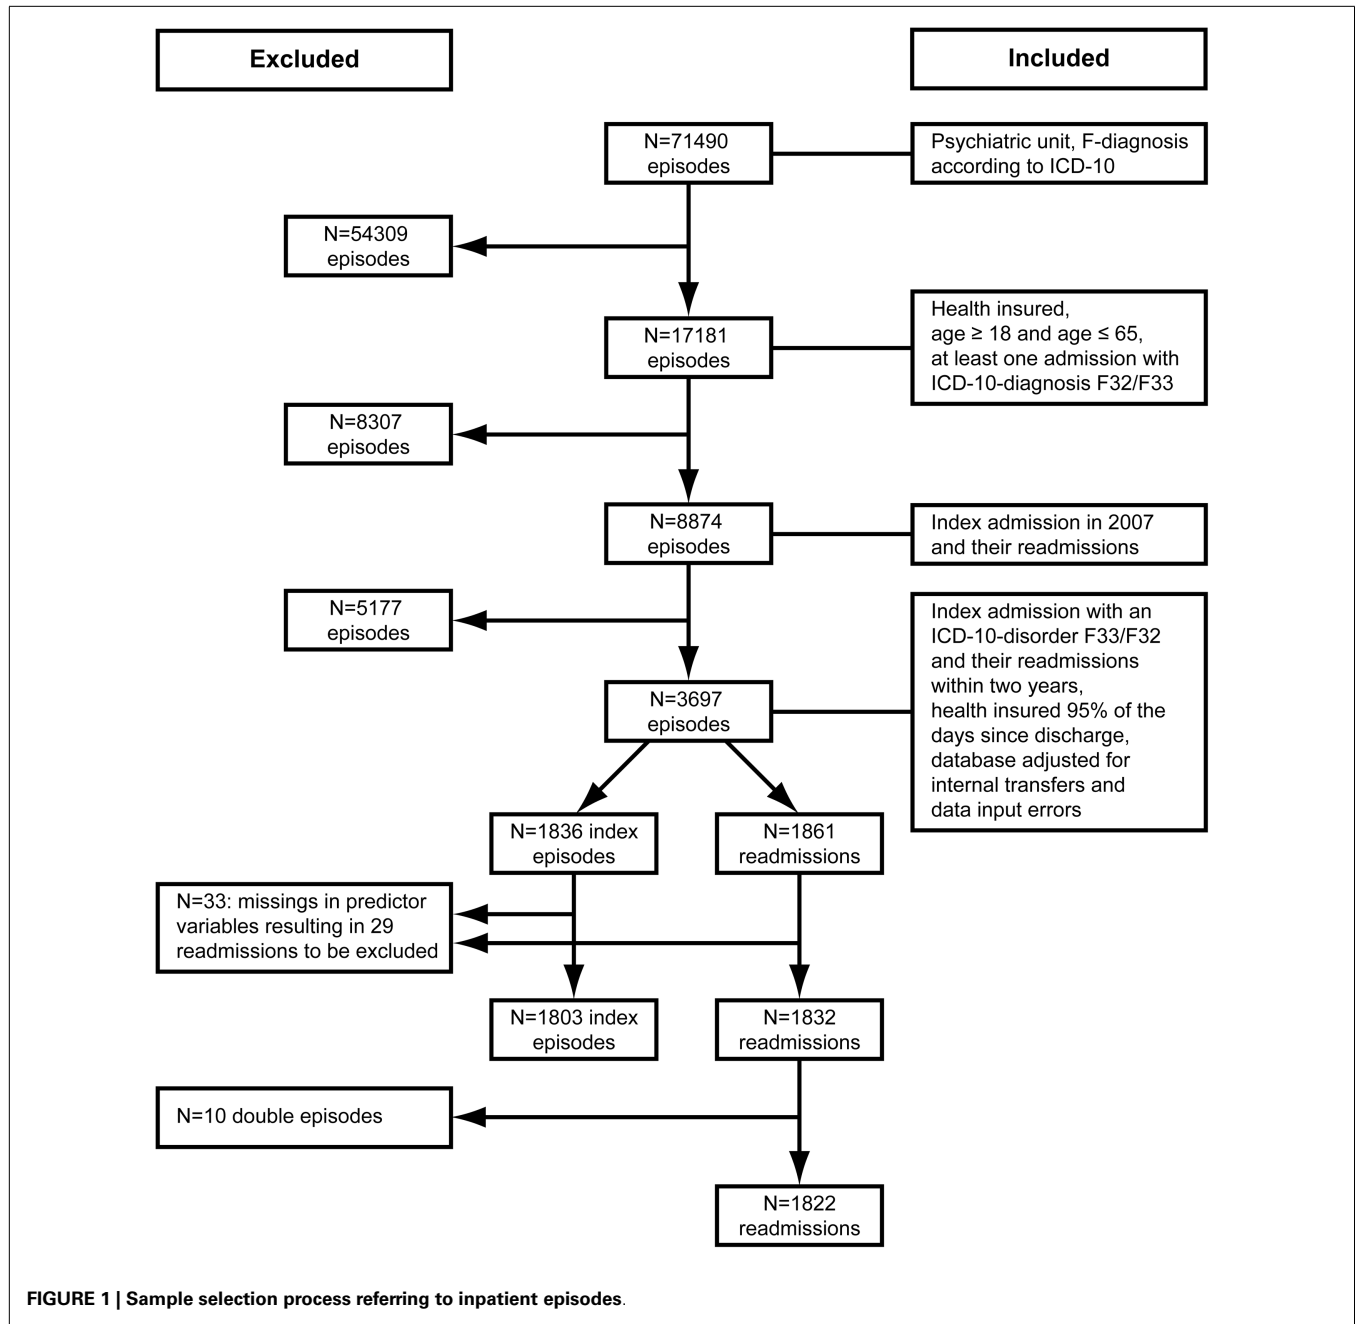 Excluded
Included
N=71490
episodes
Psychiatric unit, F-diagnosis
according to ICD-10
N=54309
episodes
N=17181
episodes
Health insured,
age ≥ 18 and age ≤ 65,
at least one admission with
ICD-10-diagnosis F32/F33
N=8307
episodes
N=8874
episodes
Index admission in 2007
and their readmissions
N=5177
episodes
N=3697
episodes
Index admission with an
ICD-10-disorder F33/F32
and their readmissions
within two years,
health insured 95% of the
days since discharge,
database adjusted for
internal transfers and
data input errors
N=1836 index
episodes
N=1861
readmissions
N=33: missings in predictor
variables resulting in 29
readmissions to be excluded
N=1803 index
episodes
N=1832
readmissions
N=10 double episodes
N=1822
readmissions
FIGURE 1 | Sample selection process referring to inpatient episodes.